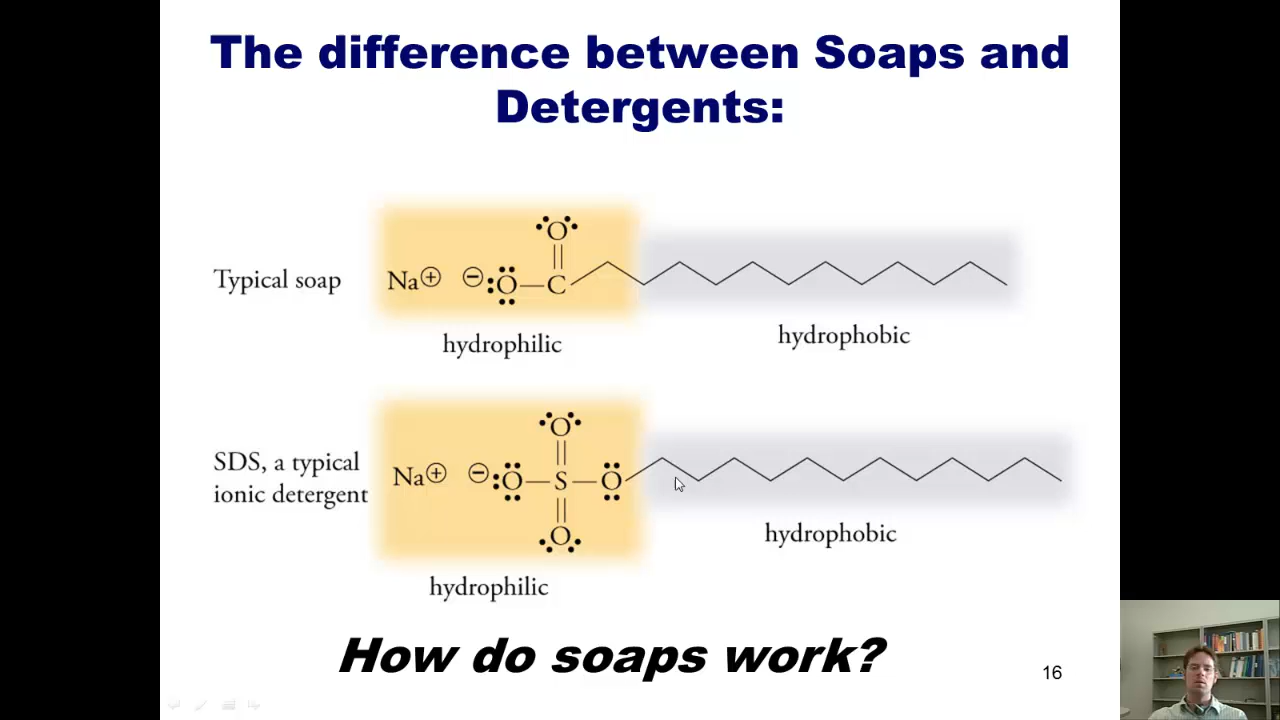 The difference between Soaps and
Detergents:
O
Typical soap Na⊕ ⊖ O C
hydrophilic
hydrophobic
O
SDS, a typical
ionic detergent
Na⊕ ⊖ O S O
O
hydrophobic
hydrophilic
How do soaps work?
16